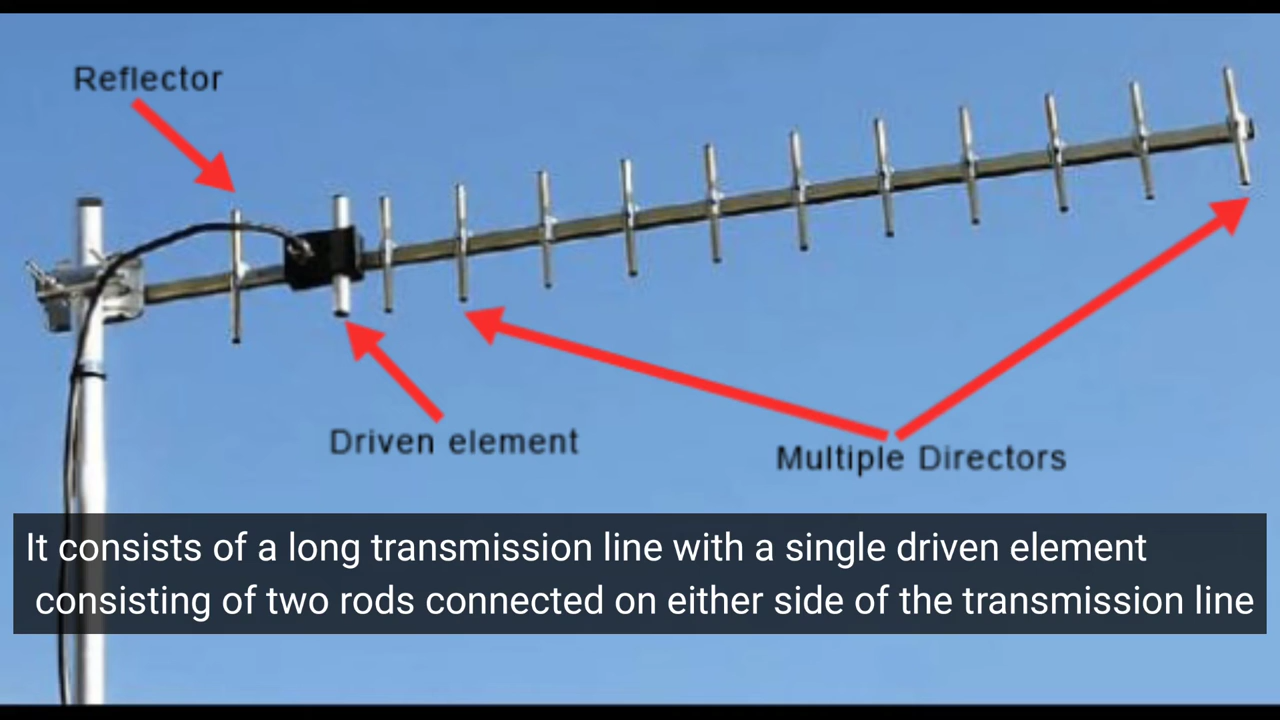 Reflector
Driven element
Multiple Directors
It consists of a long transmission line with a single driven element
consisting of two rods connected on either side of the transmission line